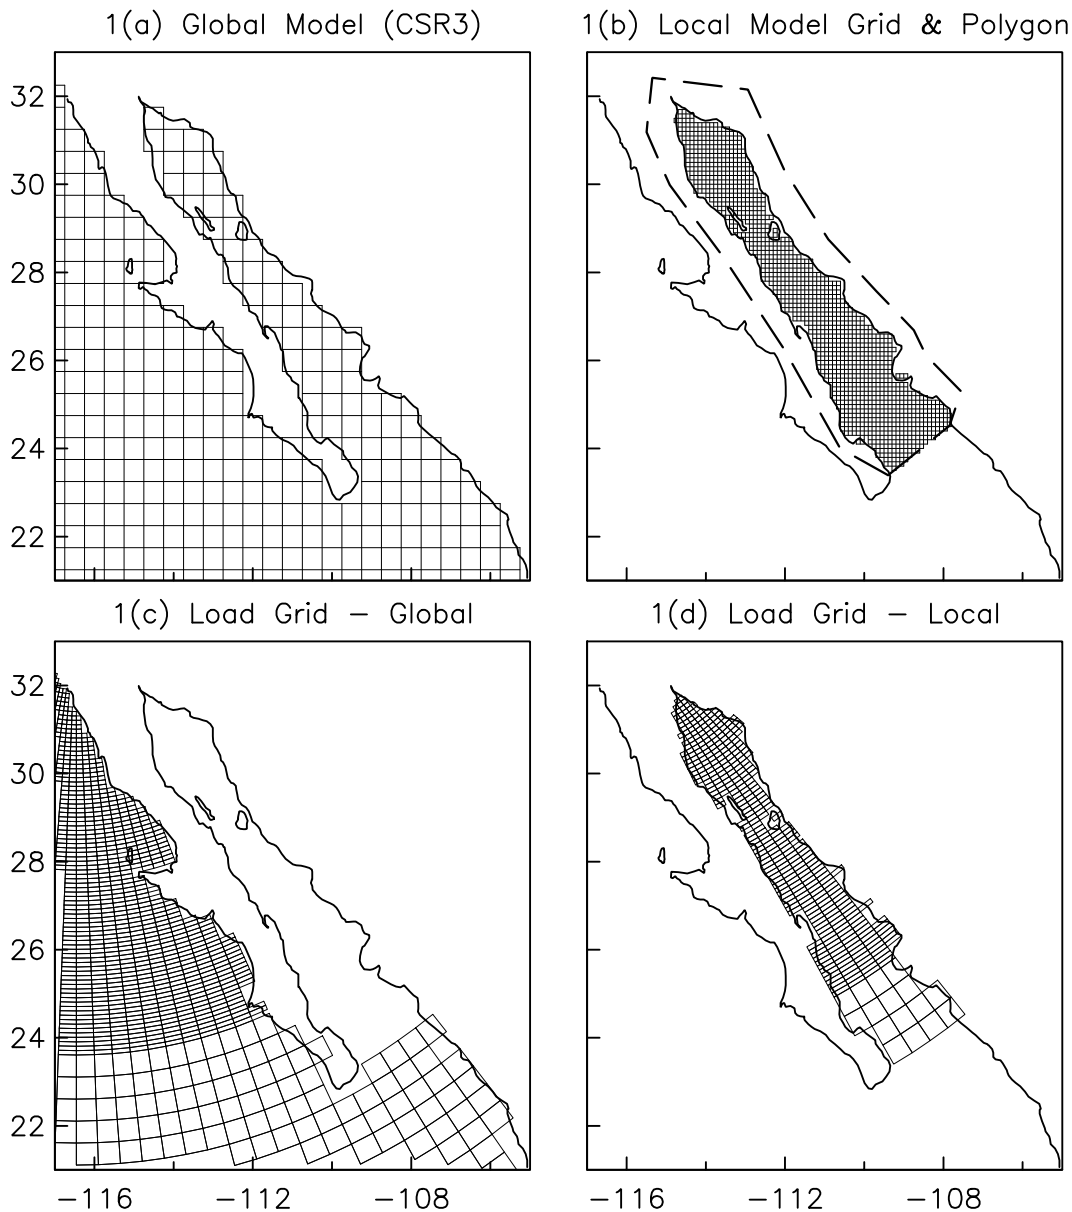 1(a) Global Model (CSR3)
1(b) Local Model Grid & Polygon
32
30
28
26
24
22
1(c) Load Grid − Global
1(d) Load Grid − Local
32
30
28
26
24
22
−116 −112 −108 −116 −112 −108